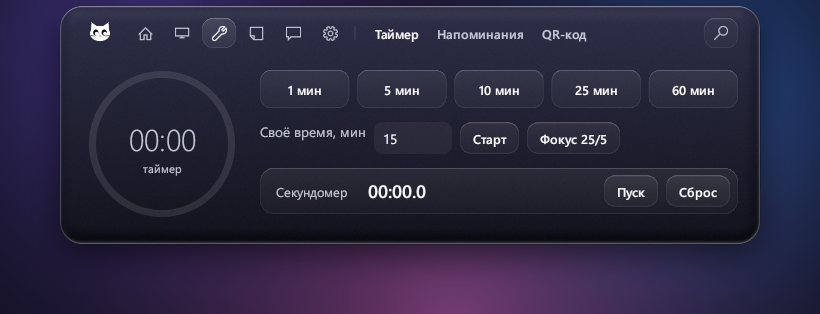 Таймер Напоминания QR-код
1 мин 5 мин 10 мин 25 мин 60 мин
00:00
таймер
Своё время, мин 15 Старт Фокус 25/5
Секундомер 00:00.0 Пуск Сброс